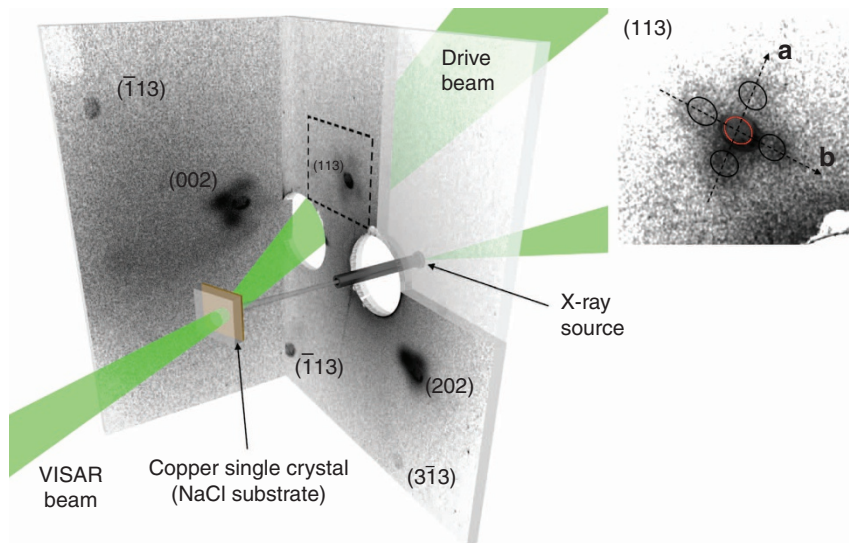 (1̄13)
(002)
(113)
Drive
beam
(113)
a
b
X-ray
source
(1̄13)
(202)
(31̄3)
VISAR
beam
Copper single crystal
(NaCl substrate)